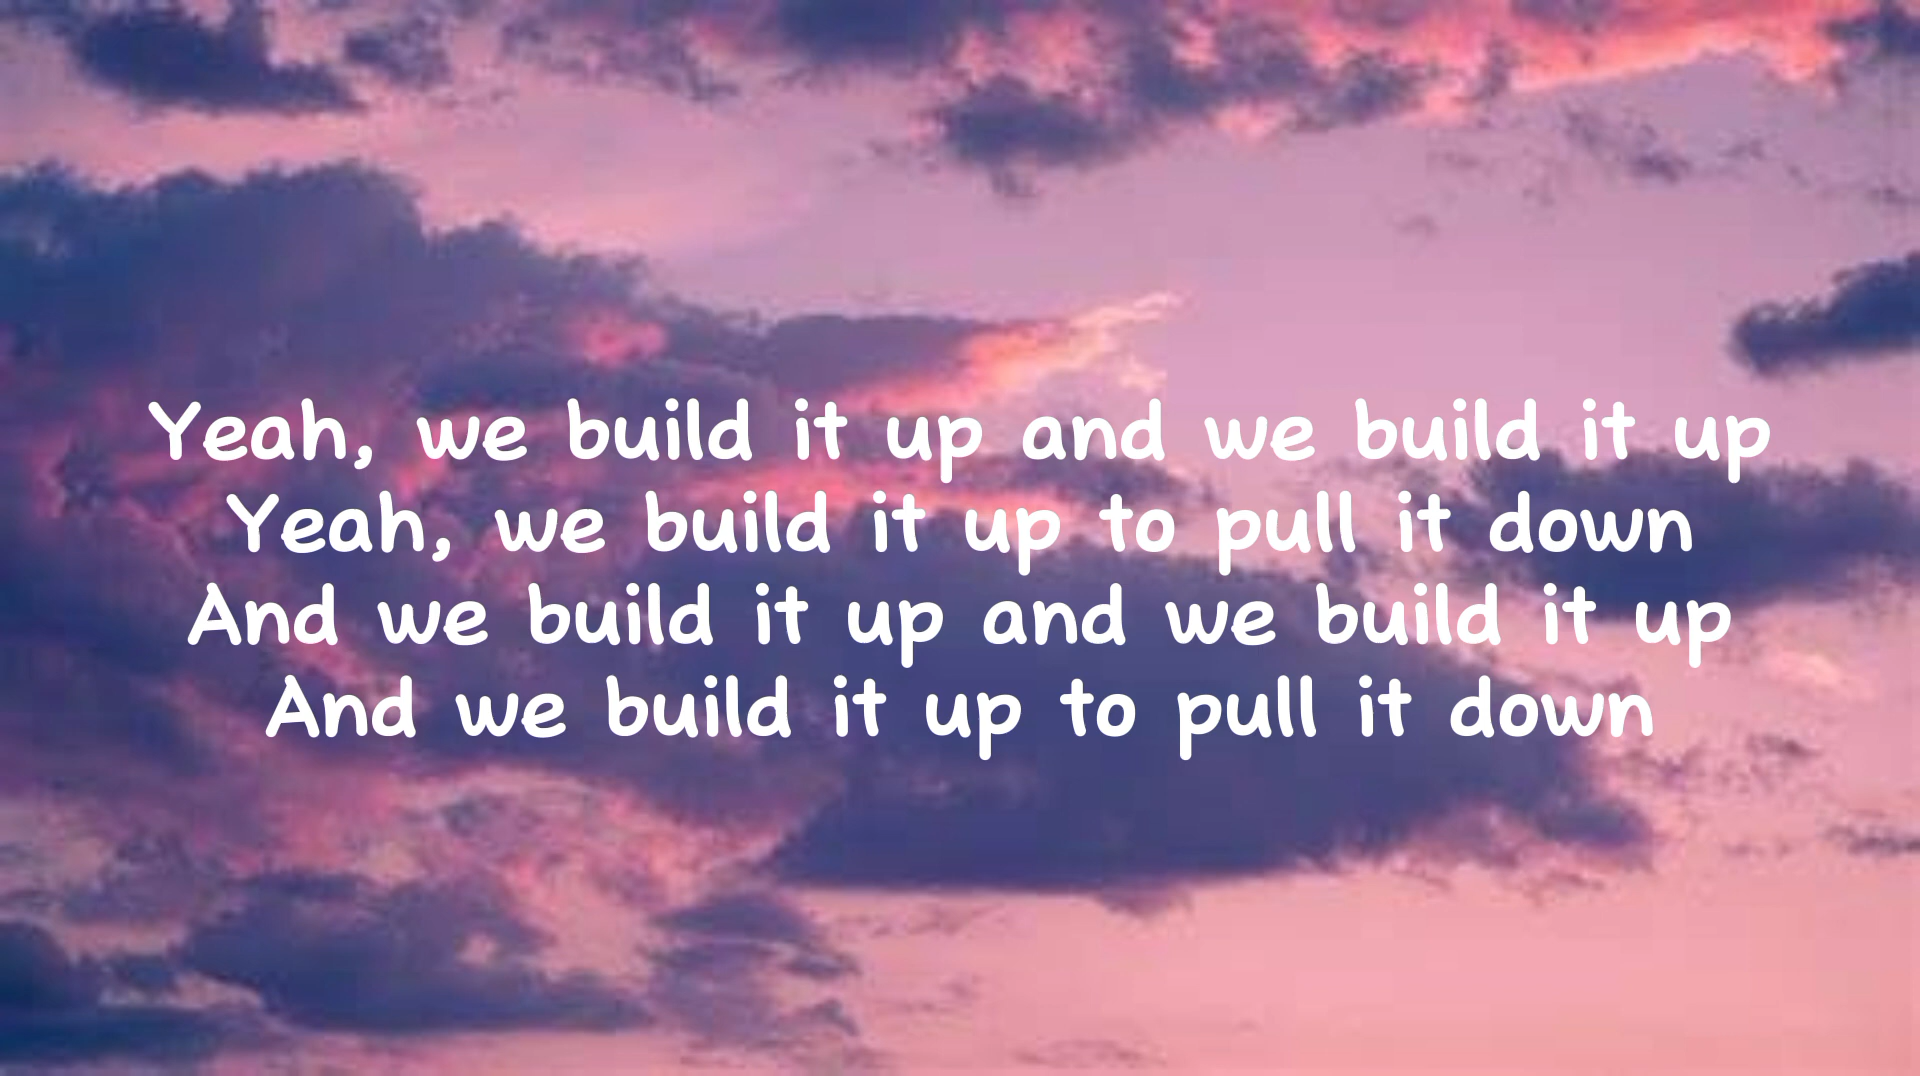 Yeah, we build it up and we build it up
Yeah, we build it up to pull it down
And we build it up and we build it up
And we build it up to pull it down